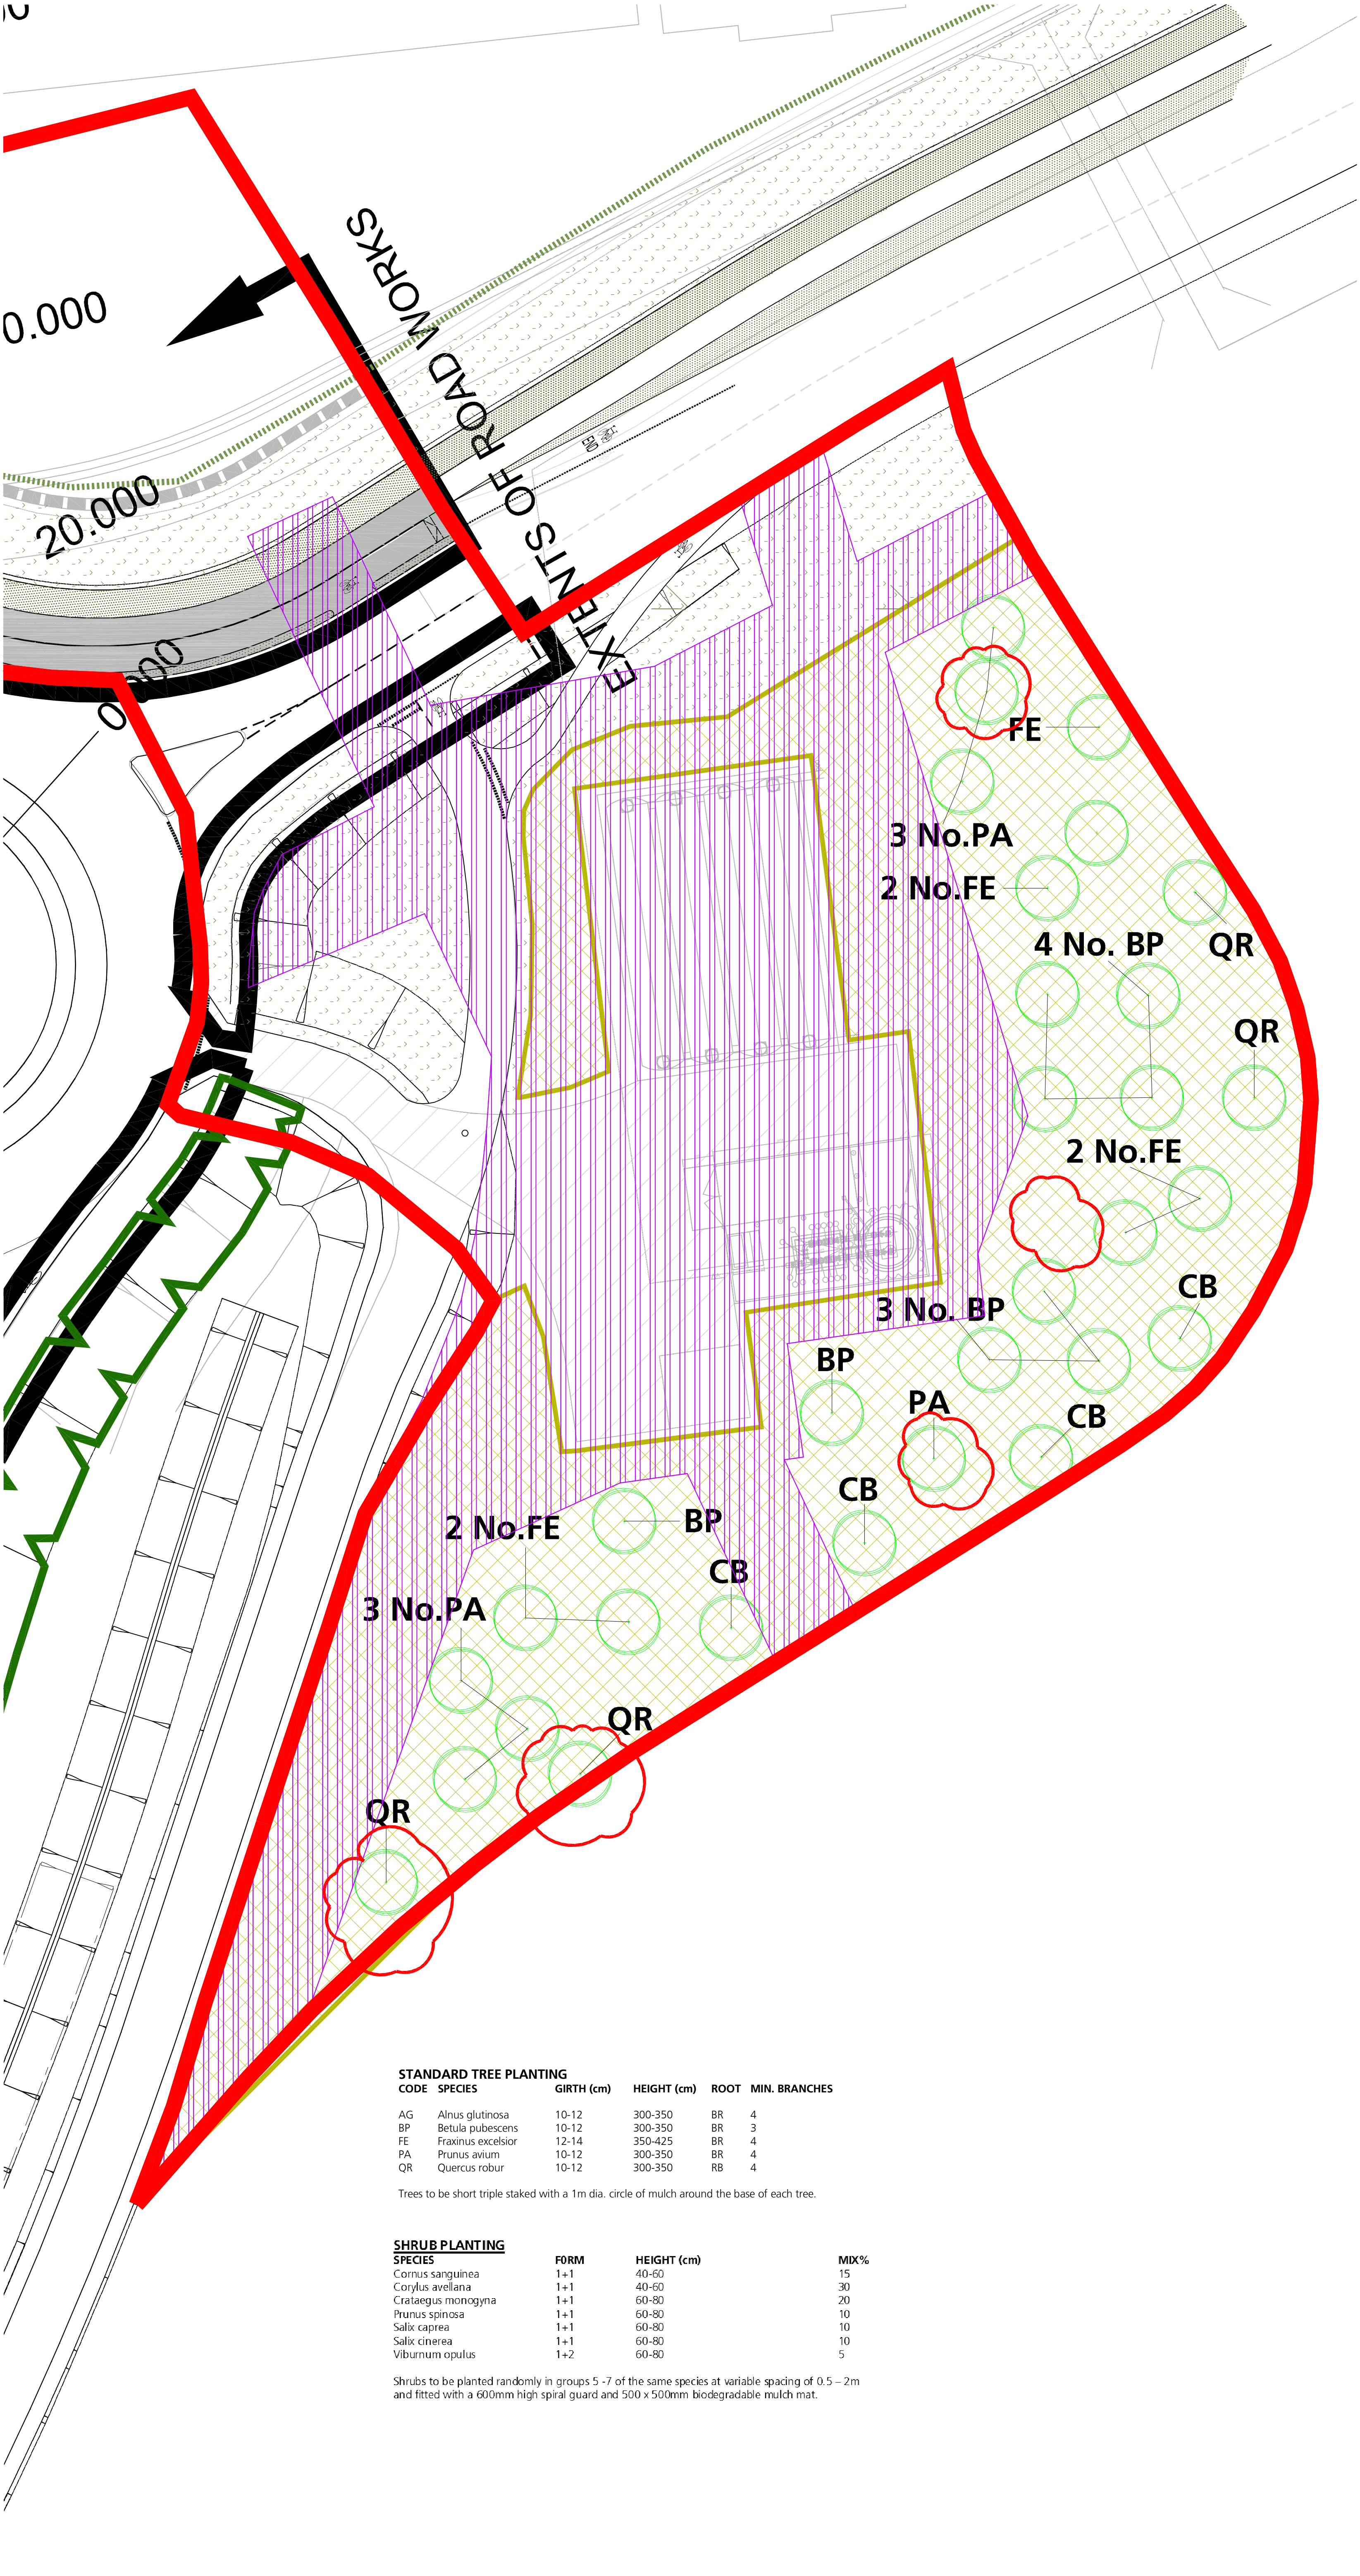 0.000
EXTENTS OF ROAD WORKS
20.000
END
FE
3 No.PA
2 No.FE
4 No. BP
QR
QR
2 No.FE
CB
3 No. BP
BP
PA
CB
CB
2 No.FE
BP
CB
3 No.PA
QR
QR
STANDARD TREE PLANTING
CODE SPECIES GIRTH (cm) HEIGHT (cm) ROOT MIN. BRANCHES
AG Alnus glutinosa 10-12 300-350 BR 4
BP Betula pubescens 10-12 300-350 BR 3
FE Fraxinus excelsior 12-14 350-425 BR 4
PA Prunus avium 10-12 300-350 BR 4
QR Quercus robur 10-12 300-350 RB 4
Trees to be short triple staked with a 1m dia. circle of mulch around the base of each tree.
SHRUB PLANTING
SPECIES F0RM HEIGHT (cm) MIX%
Cornus sanguinea 1+1 40-60 15
Corylus avellana 1+1 40-60 30
Crataegus monogyna 1+1 60-80 20
Prunus spinosa 1+1 60-80 10
Salix caprea 1+1 60-80 10
Salix cinerea 1+1 60-80 10
Viburnum opulus 1+2 60-80 5
Shrubs to be planted randomly in groups 5 -7 of the same species at variable spacing of 0.5 – 2m
and fitted with a 600mm high spiral guard and 500 x 500mm biodegradable mulch mat.